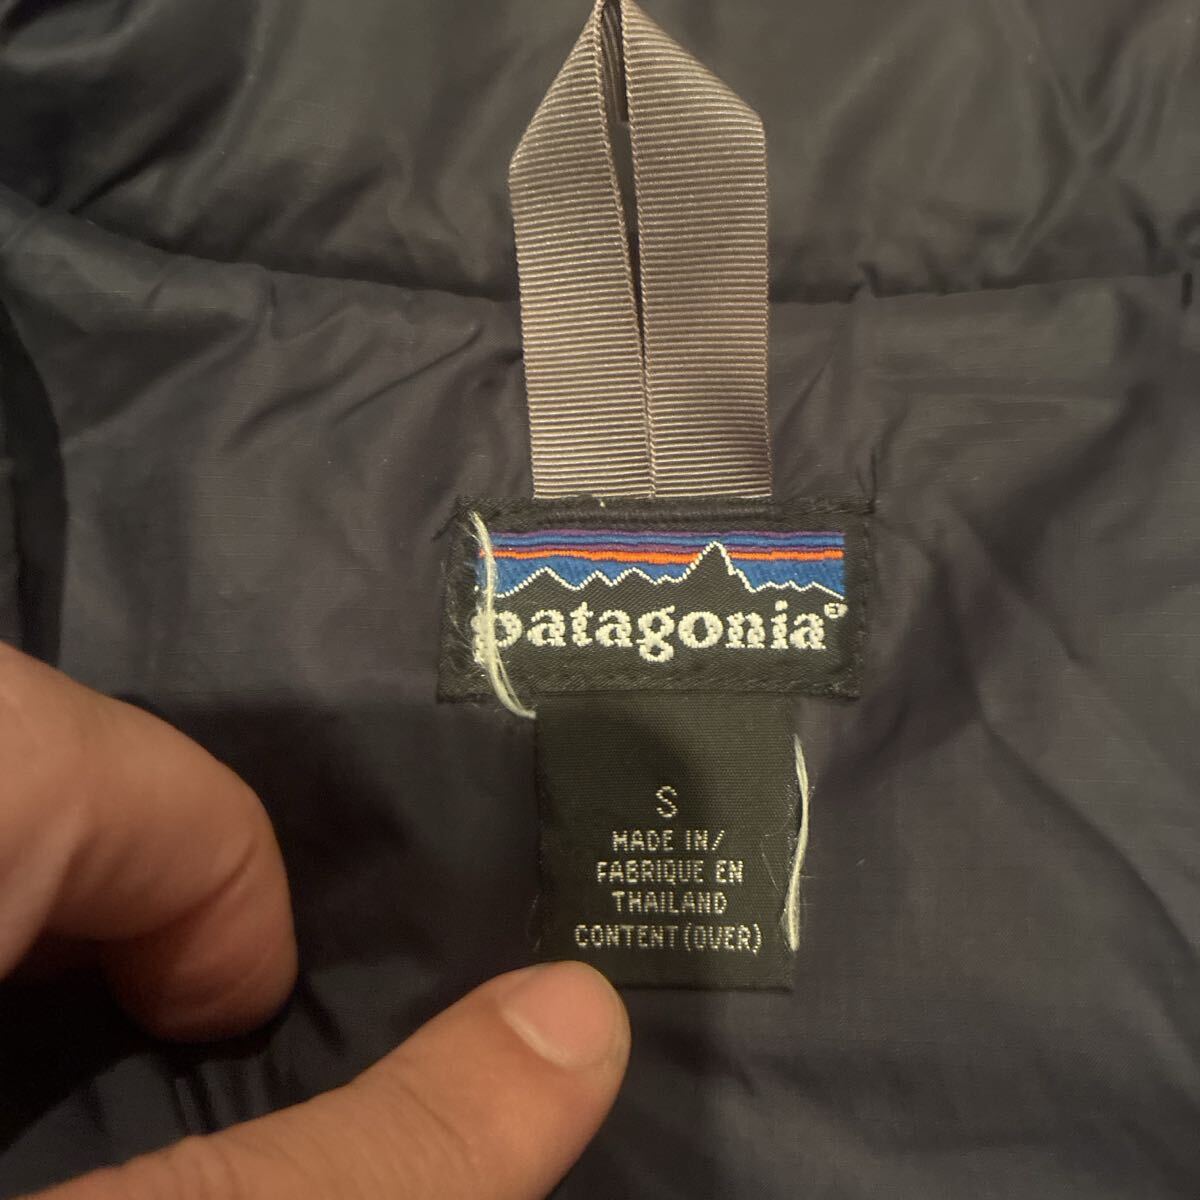 patagonia®
S
MADE IN/
FABRIQUE EN
THAILAND
CONTENT (OVER)